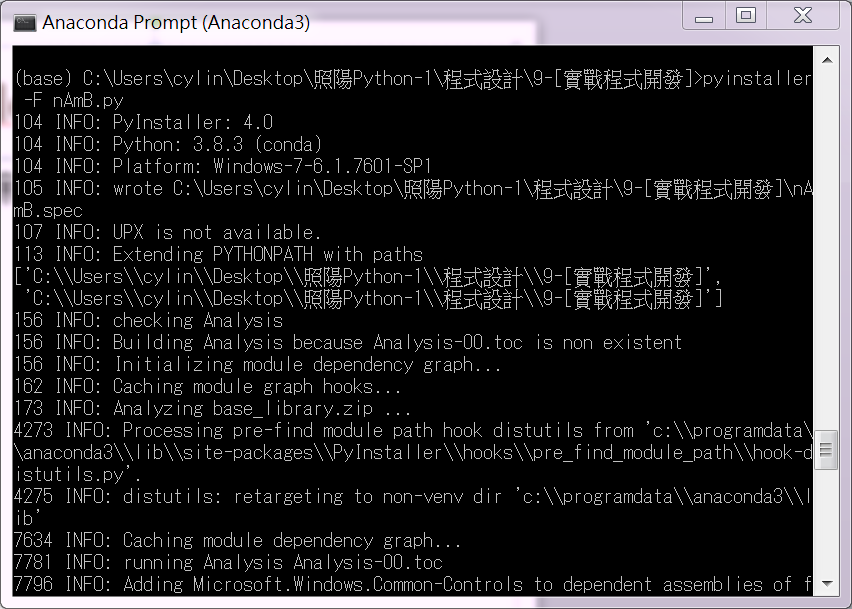 Anaconda Prompt (Anaconda3)
(base) C:\Users\cylin\Desktop\照陽Python-1\程式設計\9-[實戰程式開發]>pyinstaller
 -F nAmB.py
104 INFO: PyInstaller: 4.0
104 INFO: Python: 3.8.3 (conda)
104 INFO: Platform: Windows-7-6.1.7601-SP1
105 INFO: wrote C:\Users\cylin\Desktop\照陽Python-1\程式設計\9-[實戰程式開發]\nA
mB.spec
107 INFO: UPX is not available.
113 INFO: Extending PYTHONPATH with paths
['C:\\Users\\cylin\\Desktop\\照陽Python-1\\程式設計\\9-[實戰程式開發]',
 'C:\\Users\\cylin\\Desktop\\照陽Python-1\\程式設計\\9-[實戰程式開發]']
156 INFO: checking Analysis
156 INFO: Building Analysis because Analysis-00.toc is non existent
156 INFO: Initializing module dependency graph...
162 INFO: Caching module graph hooks...
173 INFO: Analyzing base_library.zip ...
4273 INFO: Processing pre-find module path hook distutils from 'c:\\programdata\
\anaconda3\\lib\\site-packages\\PyInstaller\\hooks\\pre_find_module_path\\hook-d
istutils.py'.
4275 INFO: distutils: retargeting to non-venv dir 'c:\\programdata\\anaconda3\\l
ib'
7634 INFO: Caching module dependency graph...
7781 INFO: running Analysis Analysis-00.toc
7796 INFO: Adding Microsoft.Windows.Common-Controls to dependent assemblies of f